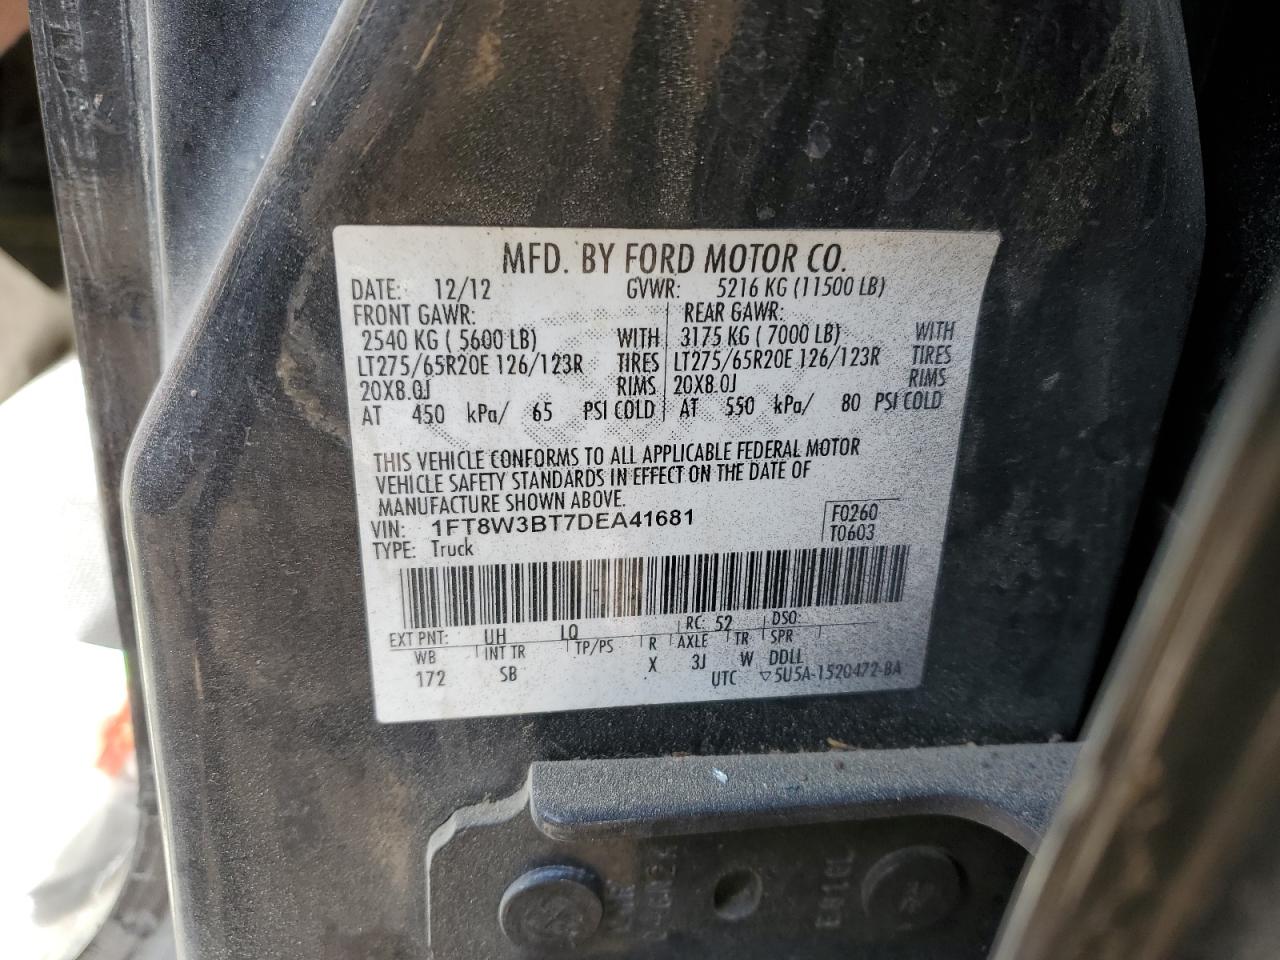 MFD. BY FORD MOTOR CO.
DATE: 12/12 GVWR: 5216 KG (11500 LB)
FRONT GAWR: REAR GAWR:
2540 KG ( 5600 LB) WITH 3175 KG ( 7000 LB) WITH
LT275/65R20E 126/123R TIRES LT275/65R20E 126/123R TIRES
20X8.0J RIMS 20X8.0J RIMS
AT 450 kPa/ 65 PSI COLD AT 550 kPa/ 80 PSI COLD
THIS VEHICLE CONFORMS TO ALL APPLICABLE FEDERAL MOTOR
VEHICLE SAFETY STANDARDS IN EFFECT ON THE DATE OF
MANUFACTURE SHOWN ABOVE.
VIN: 1FT8W3BT7DEA41681 F0260
TYPE: Truck T0603
EXT PNT: UH LQ RC: 52 DSO:
WB INT TR TP/PS R AXLE TR SPR
172 SB X 3J W DDLL
UTC ▽5U5A-1520472-BA